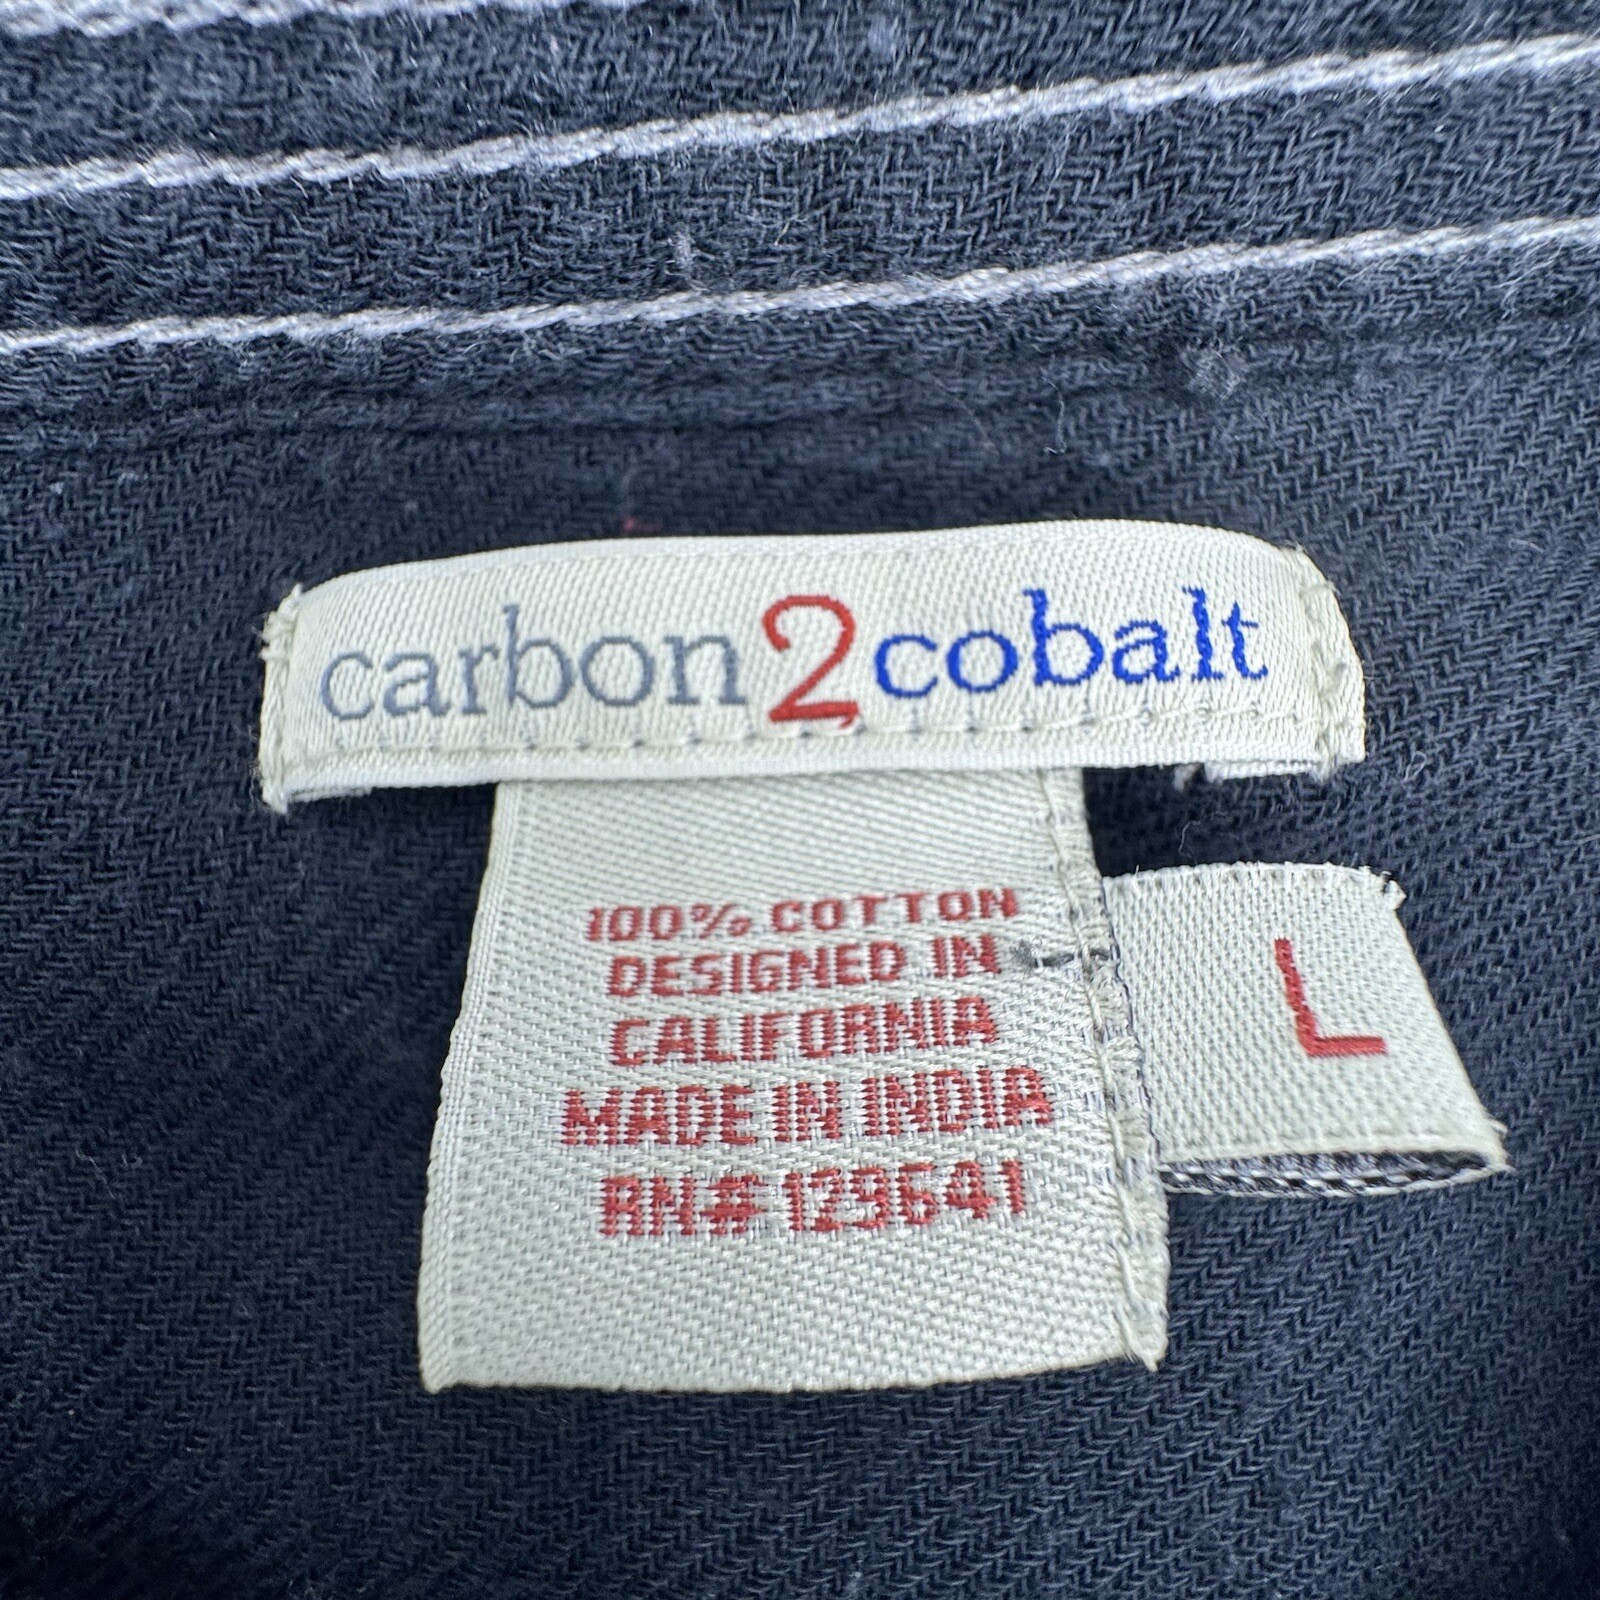 carbon2cobalt
100% COTTON
DESIGNED IN
CALIFORNIA
MADE IN INDIA
RN# 129641
L